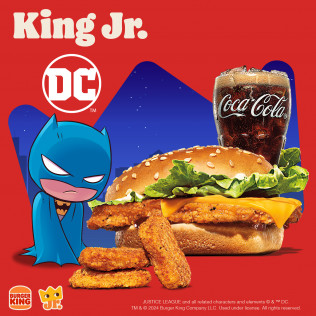 King Jr.
DC
TM
Coca-Cola
BURGER
KING
JUSTICE LEAGUE and all related characters and elements © & ™ DC.
TM & © 2024 Burger King Company LLC. Used under license. All rights reserved.